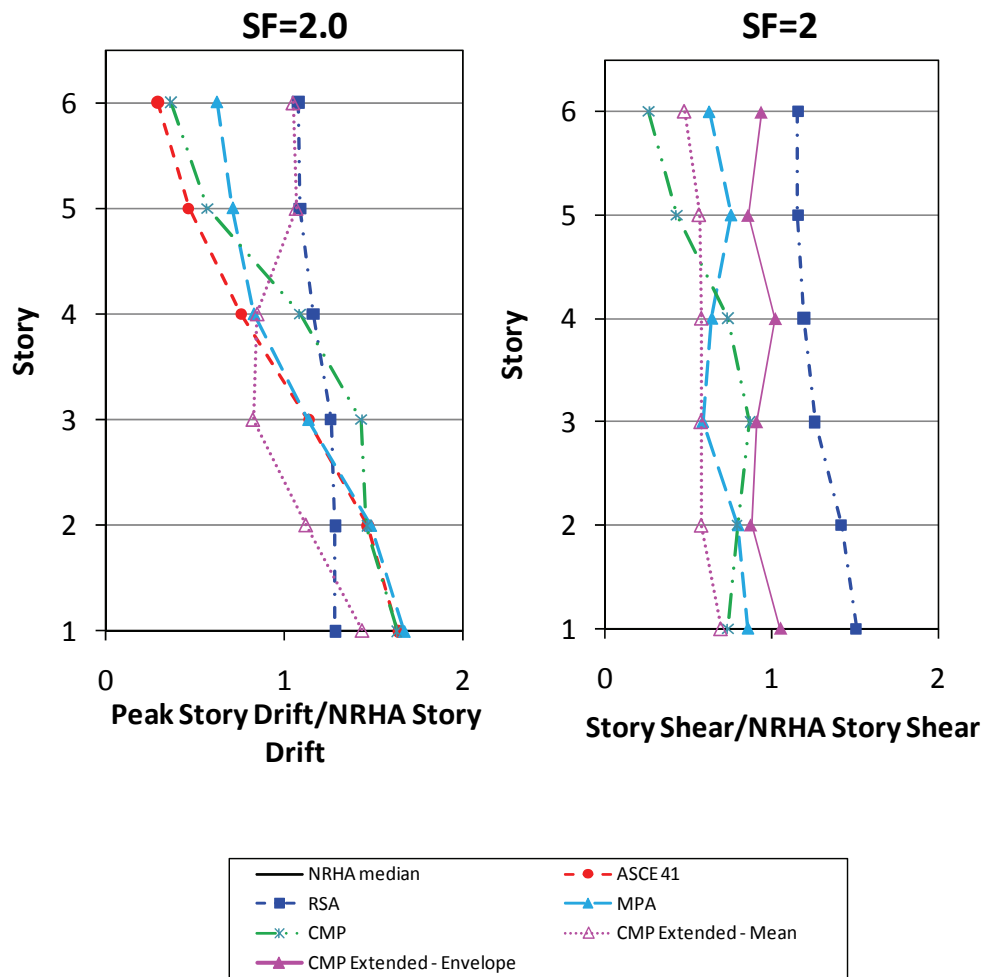 SF=2.0
6
5
4
3
2
1
Story
0
1
2
Peak Story Drift/NRHA Story
Drift
SF=2
6
5
4
3
2
1
Story
0
1
2
Story Shear/NRHA Story Shear
NRHA median
ASCE 41
RSA
MPA
CMP
CMP Extended - Mean
CMP Extended - Envelope